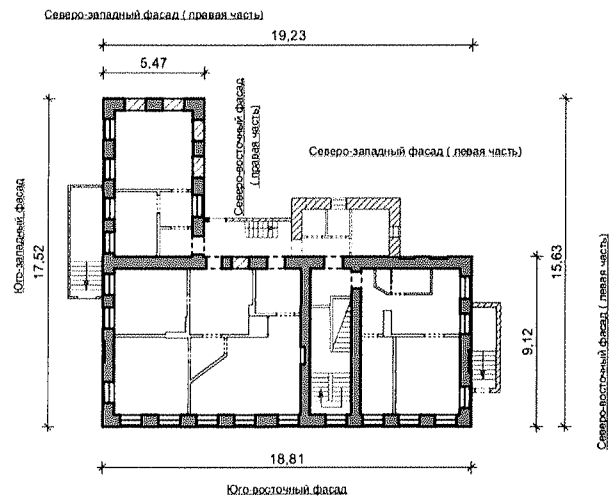 Северо-западный фасад ( правая часть)
19,23
5,47
Северо-восточный фасад
( правая часть)
Северо-западный фасад ( левая часть)
Юго-западный фасад
17,52
15,63
9,12
Северо-восточный фасад ( левая часть)
18,81
Юго-восточный фасад